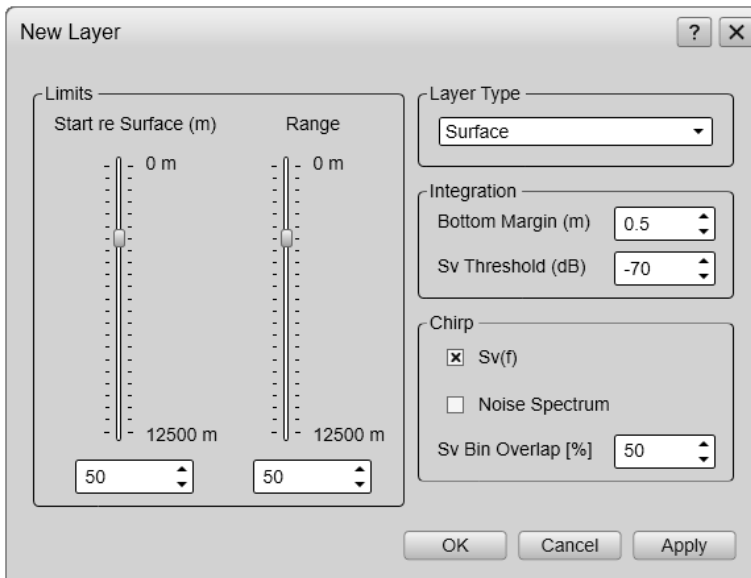 New Layer
?
Limits
Start re Surface (m)
Range
0 m
0 m
12500 m
12500 m
50
50
Layer Type
Surface
Integration
Bottom Margin (m)
0.5
Sv Threshold (dB)
-70
Chirp
Sv(f)
Noise Spectrum
Sv Bin Overlap [%]
50
OK
Cancel
Apply